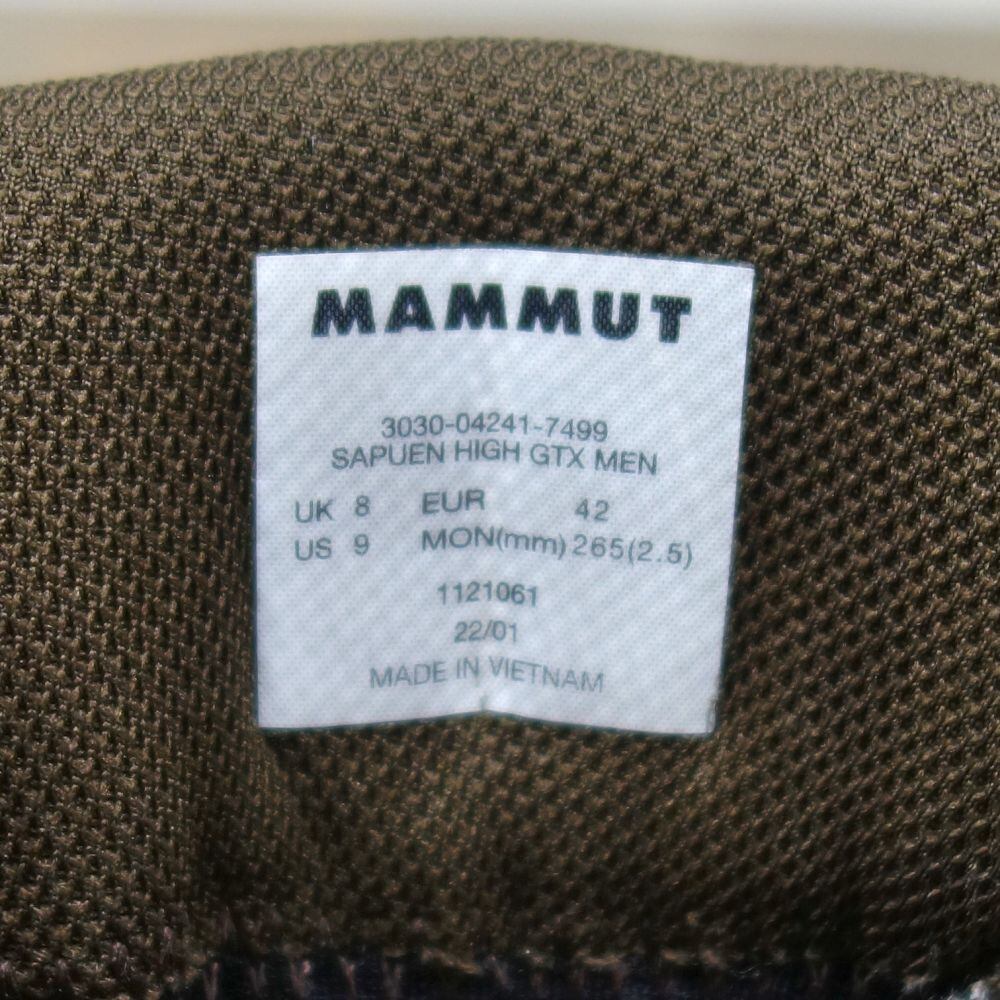 MAMMUT
3030-04241-7499
SAPUEN HIGH GTX MEN
UK 8 EUR 42
US 9 MON(mm) 265(2.5)
1121061
22/01
MADE IN VIETNAM